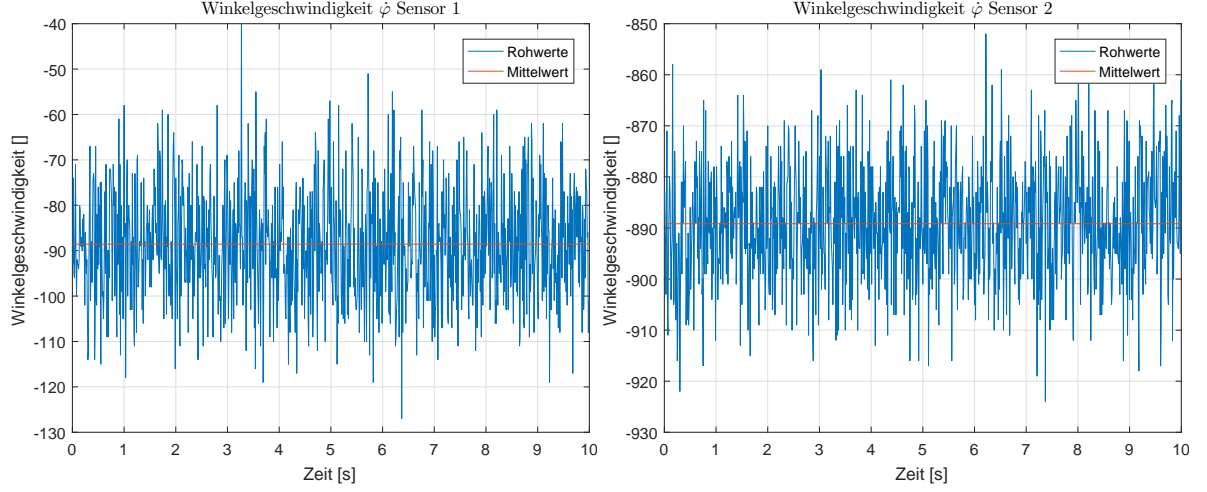 Winkelgeschwindigkeit φ̇ Sensor 1
Winkelgeschwindigkeit []
-40
-50
-60
-70
-80
-90
-100
-110
-120
-130
Rohwerte
Mittelwert
0 1 2 3 4 5 6 7 8 9 10
Zeit [s]
Winkelgeschwindigkeit φ̇ Sensor 2
Winkelgeschwindigkeit []
-850
-860
-870
-880
-890
-900
-910
-920
-930
Rohwerte
Mittelwert
0 1 2 3 4 5 6 7 8 9 10
Zeit [s]